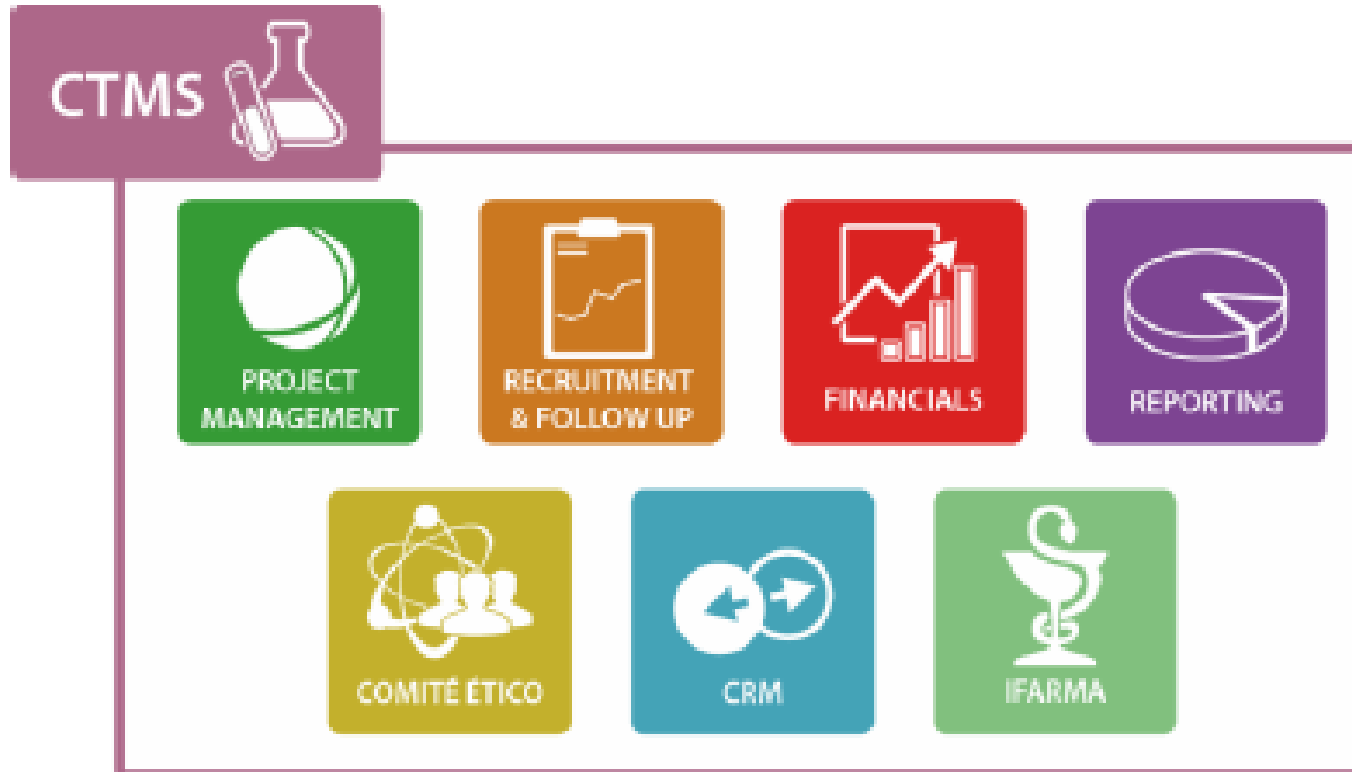 CTMS
PROJECT
MANAGEMENT
RECRUITMENT
& FOLLOW UP
FINANCIALS
REPORTING
COMITÉ ÉTICO
CRM
IFARMA